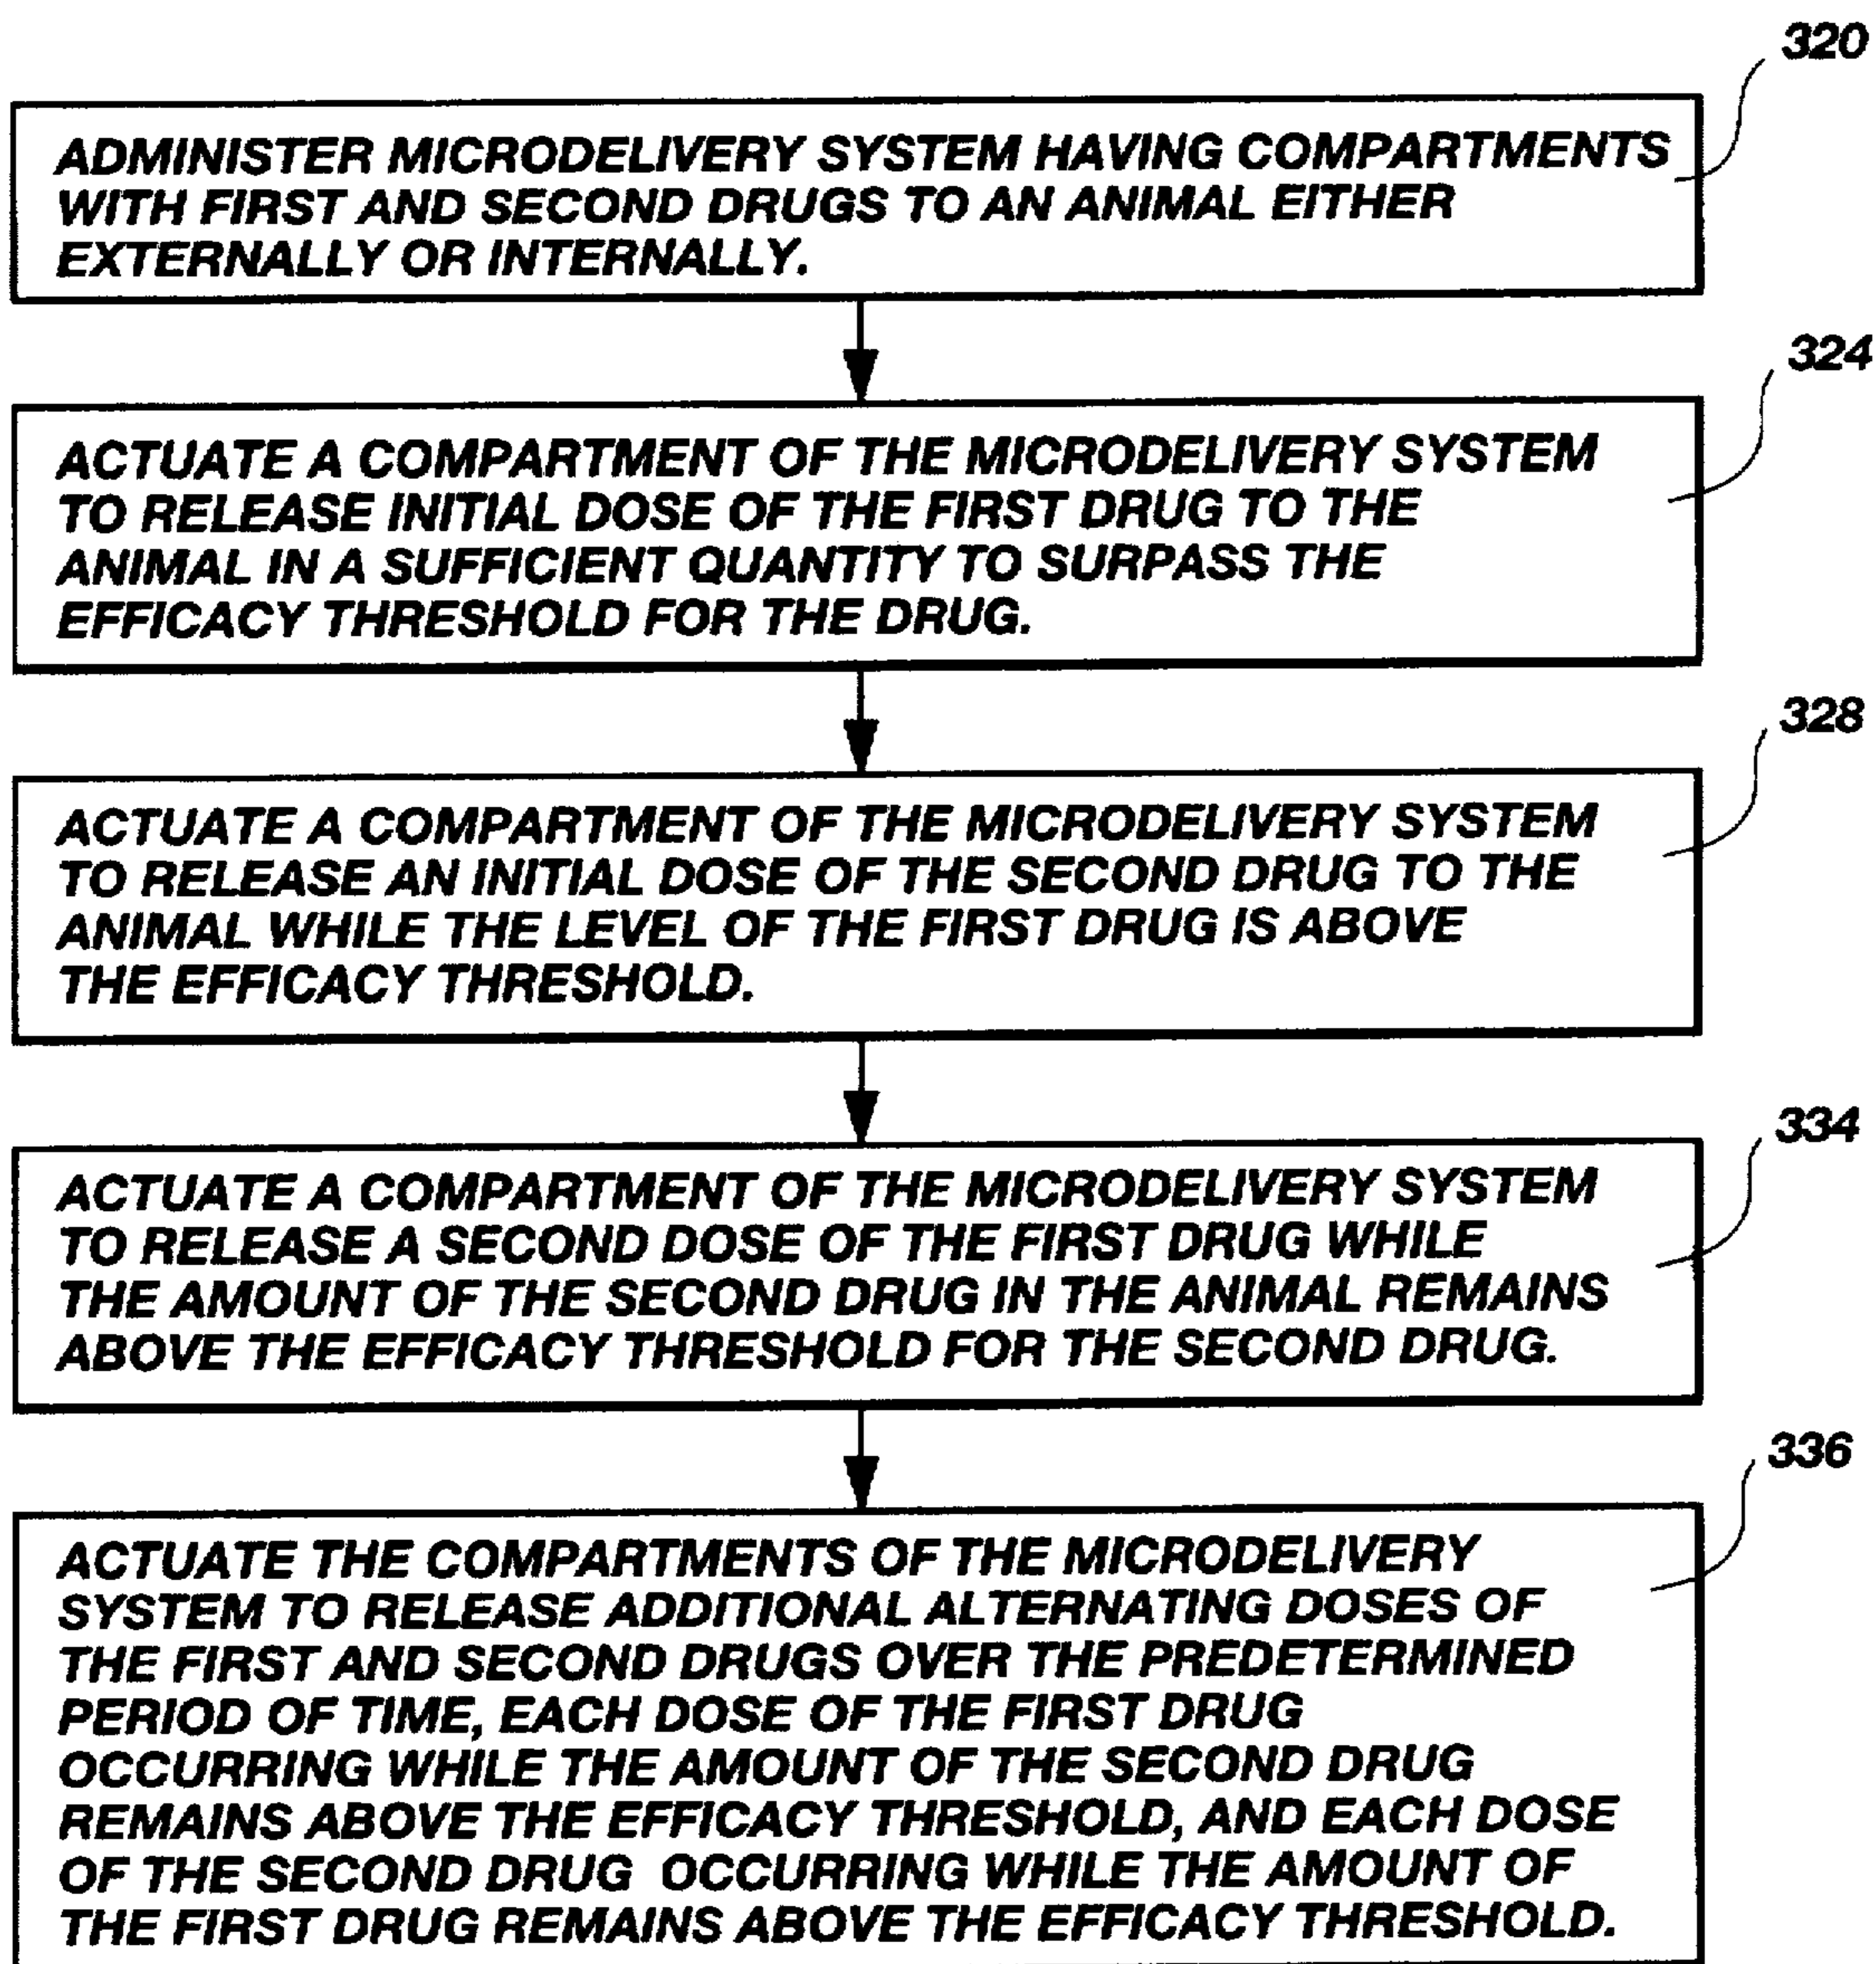 320
ADMINISTER MICRODELIVERY SYSTEM HAVING COMPARTMENTS
WITH FIRST AND SECOND DRUGS TO AN ANIMAL EITHER
EXTERNALLY OR INTERNALLY.
324
ACTUATE A COMPARTMENT OF THE MICRODELIVERY SYSTEM
TO RELEASE INITIAL DOSE OF THE FIRST DRUG TO THE
ANIMAL IN A SUFFICIENT QUANTITY TO SURPASS THE
EFFICACY THRESHOLD FOR THE DRUG.
328
ACTUATE A COMPARTMENT OF THE MICRODELIVERY SYSTEM
TO RELEASE AN INITIAL DOSE OF THE SECOND DRUG TO THE
ANIMAL WHILE THE LEVEL OF THE FIRST DRUG IS ABOVE
THE EFFICACY THRESHOLD.
334
ACTUATE A COMPARTMENT OF THE MICRODELIVERY SYSTEM
TO RELEASE A SECOND DOSE OF THE FIRST DRUG WHILE
THE AMOUNT OF THE SECOND DRUG IN THE ANIMAL REMAINS
ABOVE THE EFFICACY THRESHOLD FOR THE SECOND DRUG.
336
ACTUATE THE COMPARTMENTS OF THE MICRODELIVERY
SYSTEM TO RELEASE ADDITIONAL ALTERNATING DOSES OF
THE FIRST AND SECOND DRUGS OVER THE PREDETERMINED
PERIOD OF TIME, EACH DOSE OF THE FIRST DRUG
OCCURRING WHILE THE AMOUNT OF THE SECOND DRUG
REMAINS ABOVE THE EFFICACY THRESHOLD, AND EACH DOSE
OF THE SECOND DRUG OCCURRING WHILE THE AMOUNT OF
THE FIRST DRUG REMAINS ABOVE THE EFFICACY THRESHOLD.